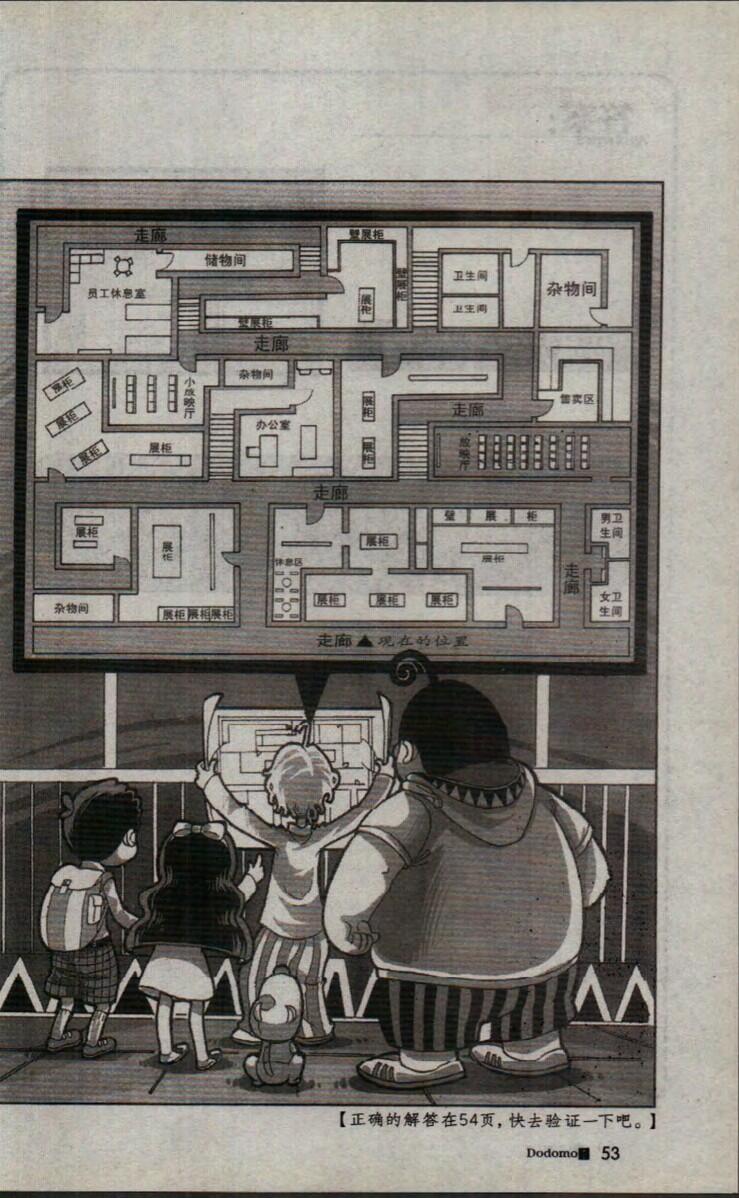 走廊
壁展柜
储物间
员工休息室
壁展柜
展柜
卫生间
卫生间
杂物间
壁展柜
走廊
展柜
展柜
展柜
展柜
小放映厅
杂物间
办公室
展柜
展柜
走廊
售卖区
放映厅
走廊
展柜
展柜
展柜 展柜 展柜
杂物间
休息区
展柜
展柜 展柜 展柜
壁 展 柜
展柜
走廊
男卫生间
女卫生间
走廊▲现在的位置
【正确的解答在54页，快去验证一下吧。】
Dodomo 53